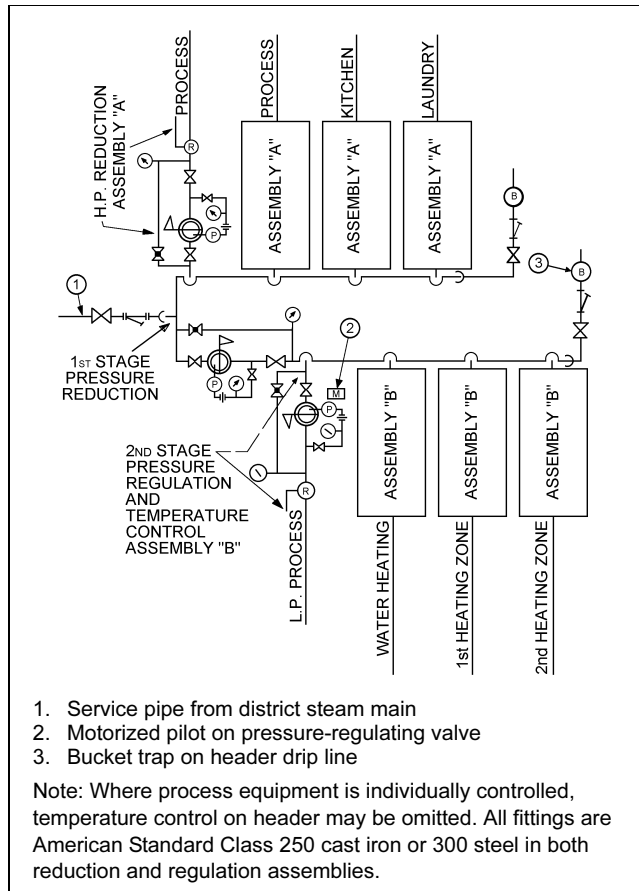 PROCESS
PROCESS
KITCHEN
LAUNDRY
H.P. REDUCTION
ASSEMBLY "A"
R
P
ASSEMBLY "A"
ASSEMBLY "A"
ASSEMBLY "A"
B
B
3
1
1ST STAGE
PRESSURE
REDUCTION
P
2
M
P
R
2ND STAGE
PRESSURE
REGULATION
AND
TEMPERATURE
CONTROL
ASSEMBLY "B"
L.P. PROCESS
ASSEMBLY "B"
ASSEMBLY "B"
ASSEMBLY "B"
WATER HEATING
1st HEATING ZONE
2nd HEATING ZONE
1. Service pipe from district steam main
2. Motorized pilot on pressure-regulating valve
3. Bucket trap on header drip line
Note: Where process equipment is individually controlled,
temperature control on header may be omitted. All fittings are
American Standard Class 250 cast iron or 300 steel in both
reduction and regulation assemblies.